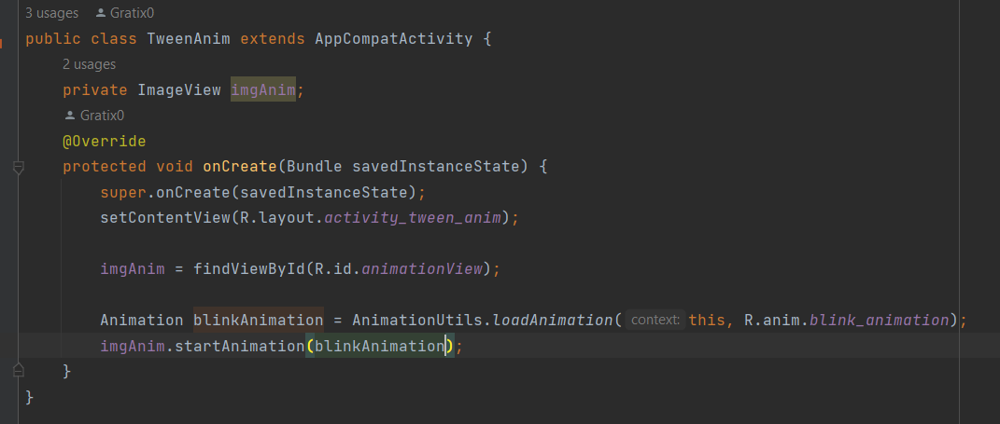 3 usages Gratix0
public class TweenAnim extends AppCompatActivity {
2 usages
private ImageView imgAnim;
Gratix0
@Override
protected void onCreate(Bundle savedInstanceState) {
super.onCreate(savedInstanceState);
setContentView(R.layout.activity_tween_anim);
imgAnim = findViewById(R.id.animationView);
Animation blinkAnimation = AnimationUtils.loadAnimation( context: this, R.anim.blink_animation);
imgAnim.startAnimation(blinkAnimation);
}
}